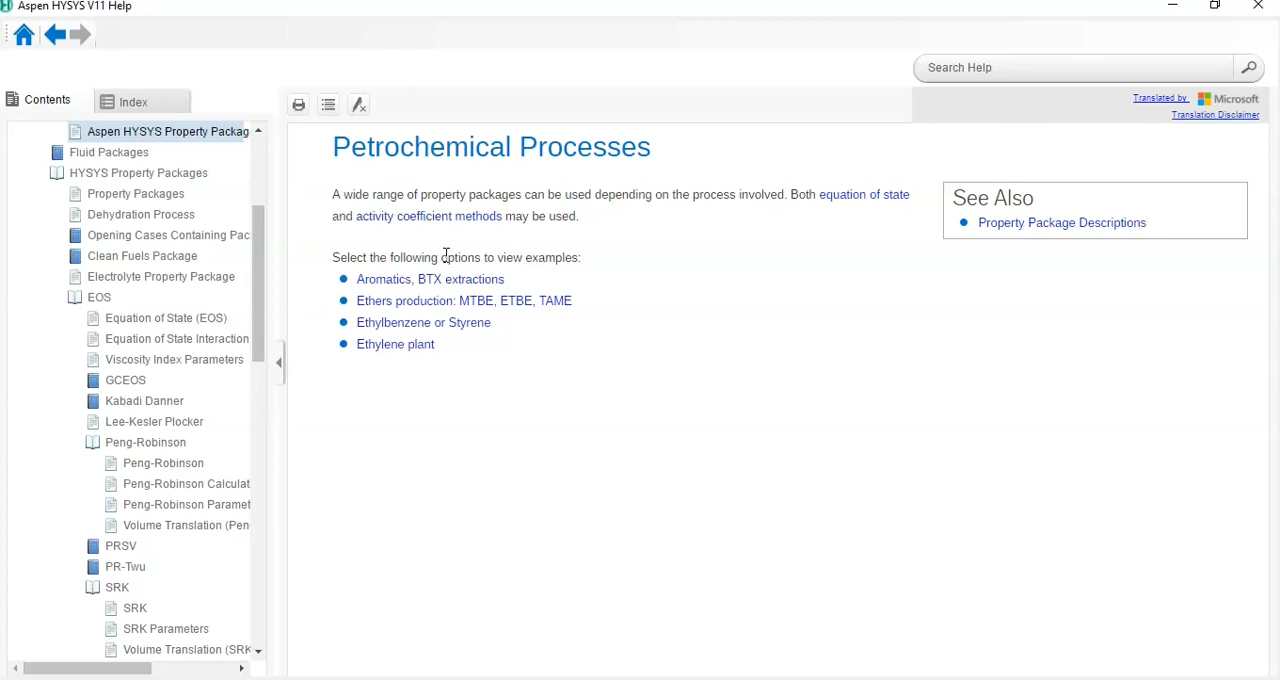 Aspen HYSYS V11 Help
Search Help
Contents
Index
Translated by Microsoft
Translation Disclaimer
Aspen HYSYS Property Packag
Fluid Packages
HYSYS Property Packages
Property Packages
Dehydration Process
Opening Cases Containing Pac
Clean Fuels Package
Electrolyte Property Package
EOS
Equation of State (EOS)
Equation of State Interaction
Viscosity Index Parameters
GCEOS
Kabadi Danner
Lee-Kesler Plocker
Peng-Robinson
Peng-Robinson
Peng-Robinson Calculat
Peng-Robinson Paramet
Volume Translation (Pen
PRSV
PR-Twu
SRK
SRK
SRK Parameters
Volume Translation (SRK
Petrochemical Processes
A wide range of property packages can be used depending on the process involved. Both equation of state
and activity coefficient methods may be used.
Select the following options to view examples:
Aromatics, BTX extractions
Ethers production: MTBE, ETBE, TAME
Ethylbenzene or Styrene
Ethylene plant
See Also
Property Package Descriptions